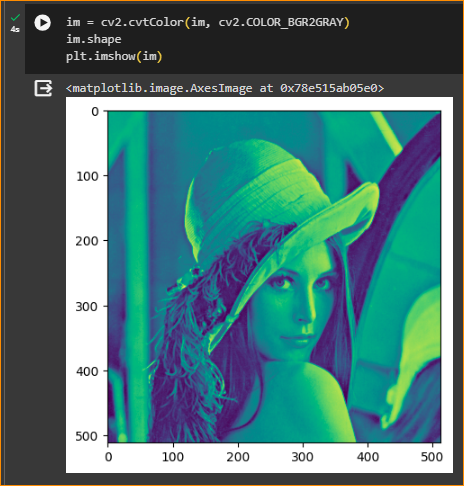 im = cv2.cvtColor(im, cv2.COLOR_BGR2GRAY)
4s
im.shape
plt.imshow(im)
<matplotlib.image.AxesImage at 0x78e515ab05e0>
0
100
200
300
400
500
0 100 200 300 400 500